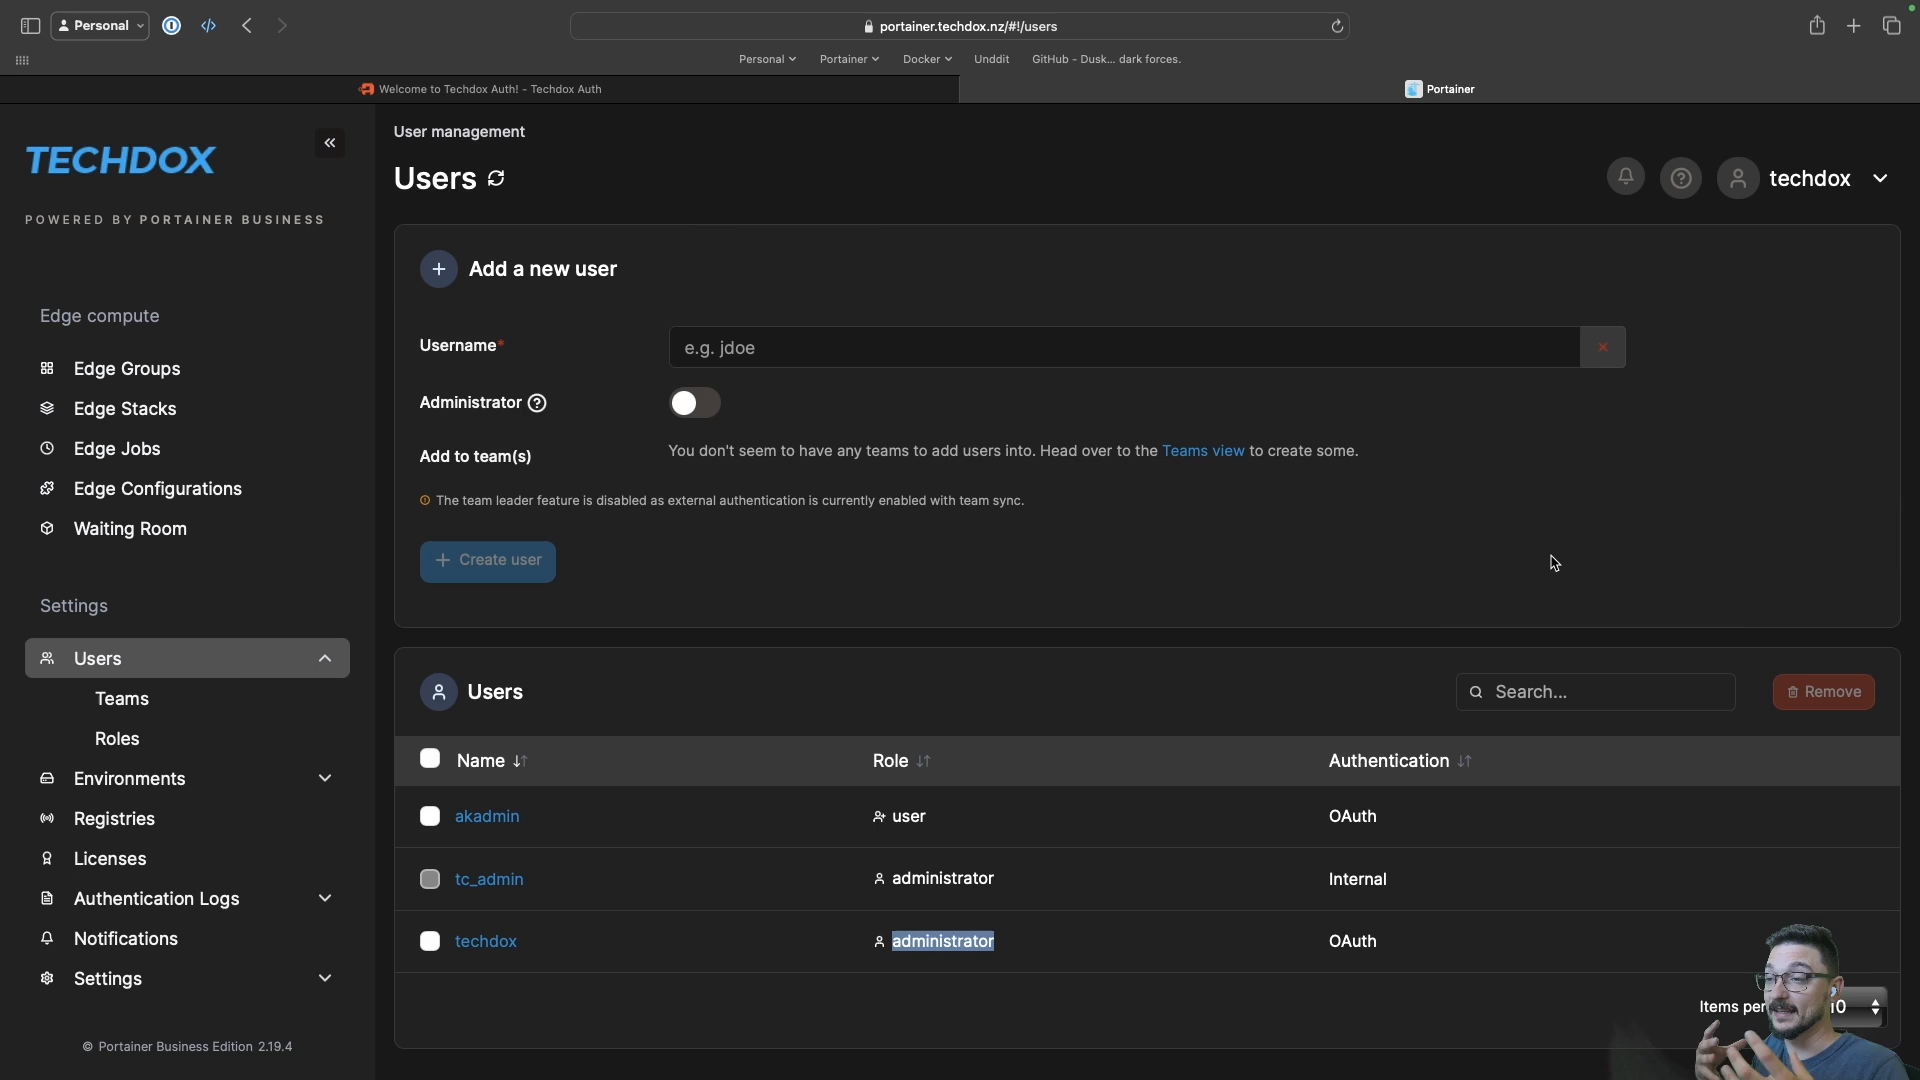 Personal
portainer.techdox.nz/#!/users
Personal
Portainer
Docker
Unddit
GitHub - Dusk... dark forces.
Welcome to Techdox Auth! - Techdox Auth
Portainer
TECHDOX
POWERED BY PORTAINER BUSINESS
Edge compute
Edge Groups
Edge Stacks
Edge Jobs
Edge Configurations
Waiting Room
Settings
Users
Teams
Roles
Environments
Registries
Licenses
Authentication Logs
Notifications
Settings
© Portainer Business Edition 2.19.4
User management
Users
techdox
Add a new user
Username*
e.g. jdoe
Administrator
Add to team(s)
You don't seem to have any teams to add users into. Head over to the Teams view to create some.
The team leader feature is disabled as external authentication is currently enabled with team sync.
+ Create user
Users
Search...
Remove
Name Role Authentication
akadmin user OAuth
tc_admin administrator Internal
techdox administrator OAuth
Items per 10